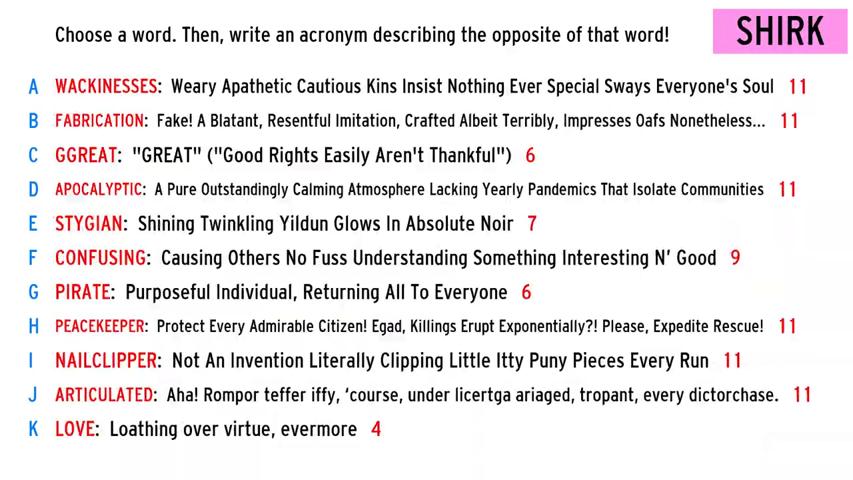 Choose a word. Then, write an acronym describing the opposite of that word!
SHIRK
A WACKINESSES: Weary Apathetic Cautious Kins Insist Nothing Ever Special Sways Everyone's Soul 11
B FABRICATION: Fake! A Blatant, Resentful Imitation, Crafted Albeit Terribly, Impresses Oafs Nonetheless... 11
C GGREAT: "GREAT" ("Good Rights Easily Aren't Thankful") 6
D APOCALYPTIC: A Pure Outstandingly Calming Atmosphere Lacking Yearly Pandemics That Isolate Communities 11
E STYGIAN: Shining Twinkling Yildun Glows In Absolute Noir 7
F CONFUSING: Causing Others No Fuss Understanding Something Interesting N’ Good 9
G PIRATE: Purposeful Individual, Returning All To Everyone 6
H PEACEKEEPER: Protect Every Admirable Citizen! Egad, Killings Erupt Exponentially?! Please, Expedite Rescue! 11
I NAILCLIPPER: Not An Invention Literally Clipping Little Itty Puny Pieces Every Run 11
J ARTICULATED: Aha! Rompor teffer iffy, ‘course, under licertga ariaged, tropant, every dictorchase. 11
K LOVE: Loathing over virtue, evermore 4